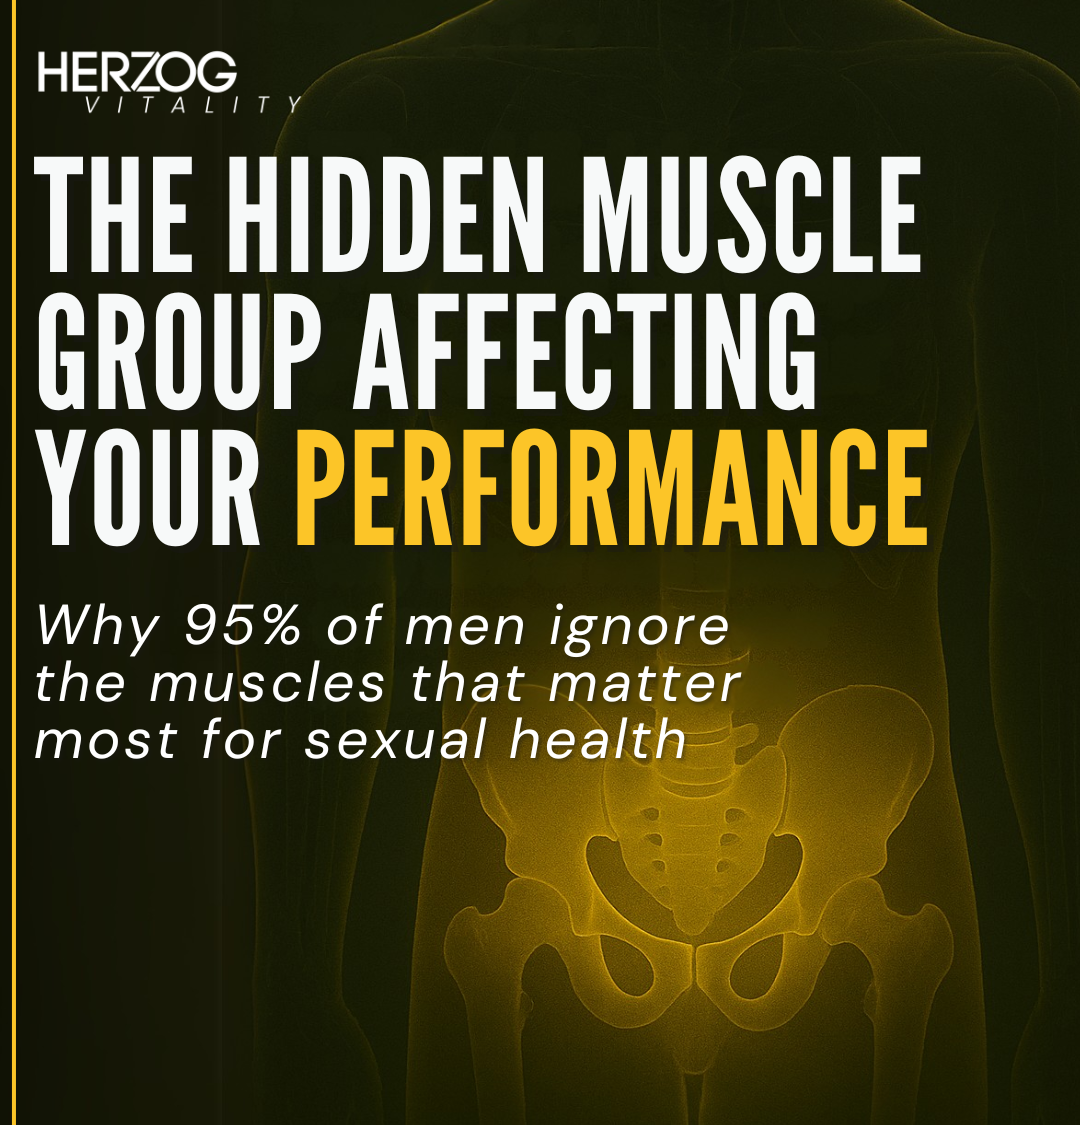 HERZOG
VITALITY
THE HIDDEN MUSCLE
GROUP AFFECTING
YOUR PERFORMANCE
Why 95% of men ignore
the muscles that matter
most for sexual health